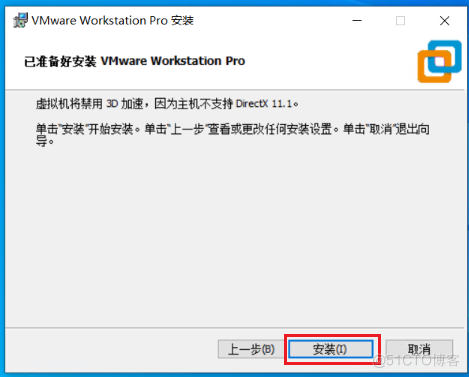 VMware Workstation Pro 安装
已准备好安装 VMware Workstation Pro
虚拟机将禁用 3D 加速，因为主机不支持 DirectX 11.1。
单击“安装”开始安装。单击“上一步”查看或更改任何安装设置。单击“取消”退出向
导。
上一步(B) 安装(I) 取消
@51CTO博客